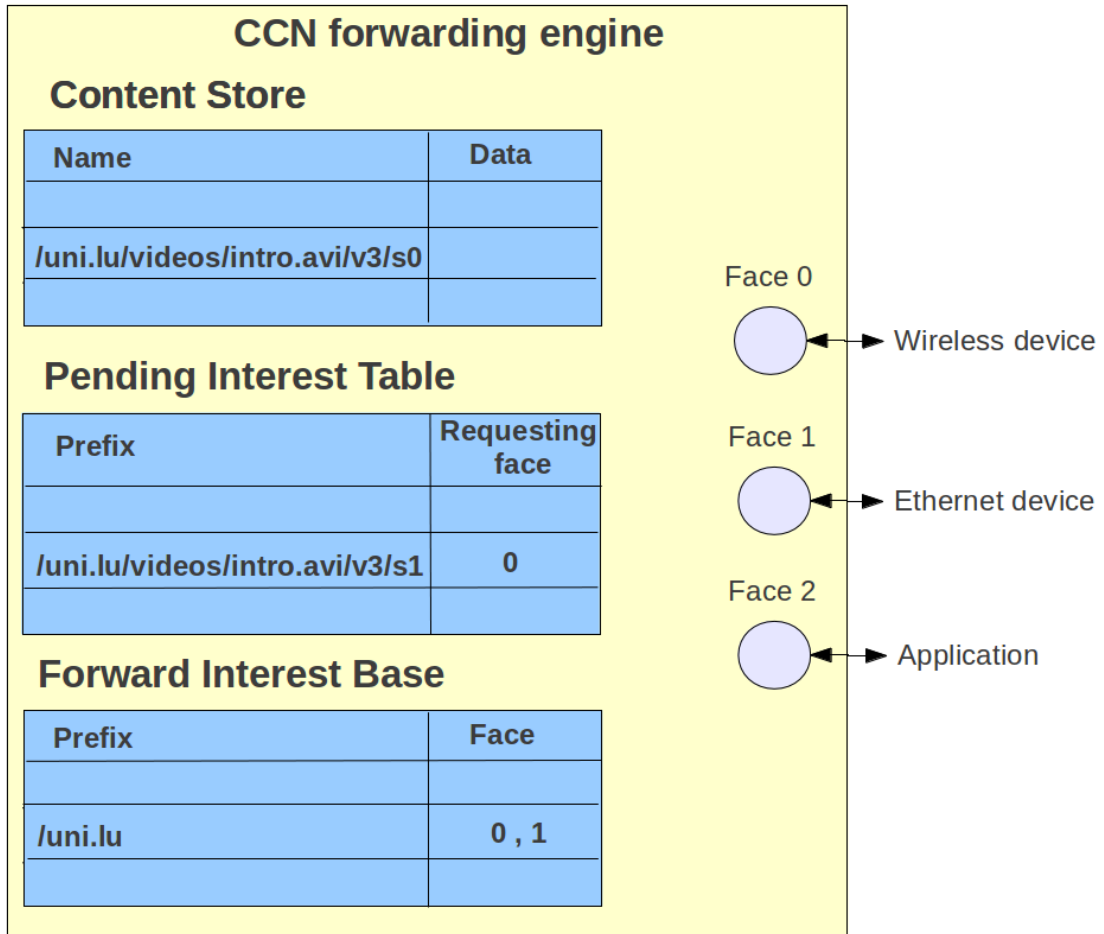 CCN forwarding engine
Content Store
Name Data
/uni.lu/videos/intro.avi/v3/s0
Face 0
Wireless device
Pending Interest Table
Prefix Requesting face
Face 1
Ethernet device
/uni.lu/videos/intro.avi/v3/s1 0
Face 2
Application
Forward Interest Base
Prefix Face
/uni.lu 0 , 1